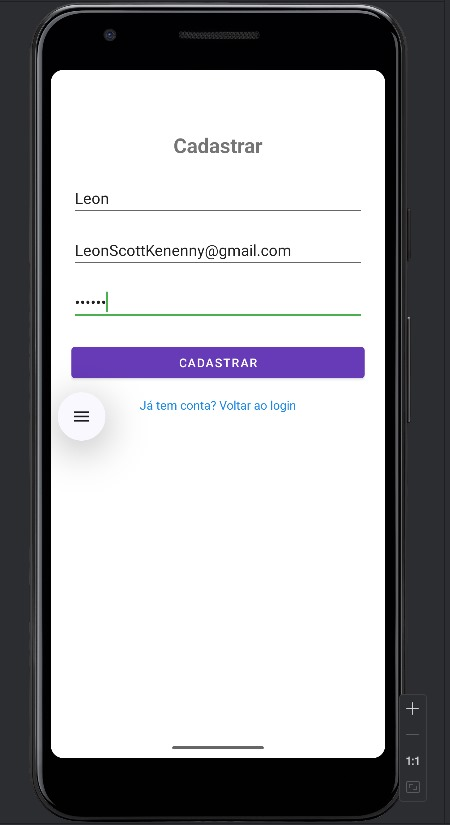 Cadastrar
Leon
LeonScottKenenny@gmail.com
••••••
CADASTRAR
Já tem conta? Voltar ao login
1:1